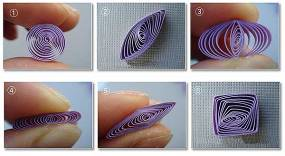 ① ② ③
④ ⑤ ⑥